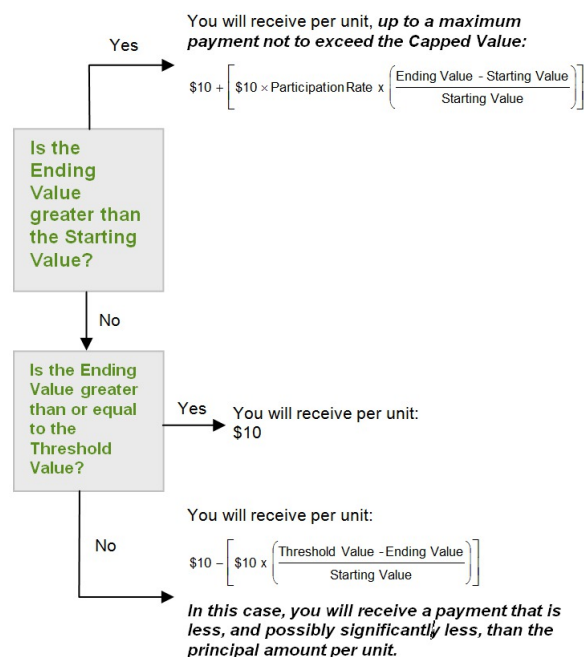 You will receive per unit, up to a maximum
payment not to exceed the Capped Value:
Yes
$10 + [ $10 × Participation Rate x ( Ending Value - Starting Value / Starting Value ) ]
Is the
Ending
Value
greater than
the Starting
Value?
No
Is the Ending
Value greater
than or equal
to the
Threshold
Value?
Yes
You will receive per unit:
$10
You will receive per unit:
No
$10 – [ $10 x ( Threshold Value - Ending Value / Starting Value ) ]
In this case, you will receive a payment that is
less, and possibly significantly less, than the
principal amount per unit.